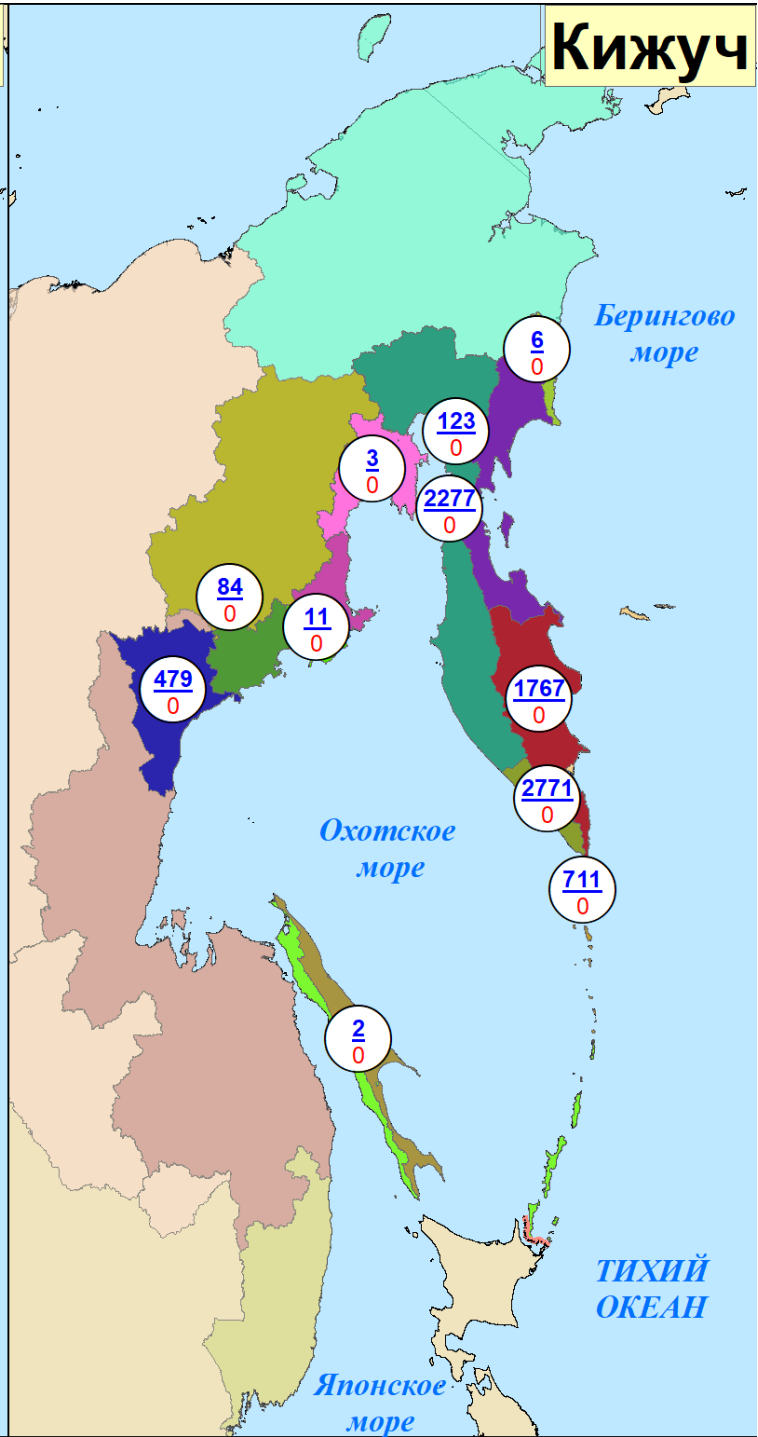 Кижуч
Берингово
море
6
0
123
0
3
0
2277
0
84
0
11
0
479
0
1767
0
2771
0
Охотское
море
711
0
2
0
ТИХИЙ
ОКЕАН
Японское
море